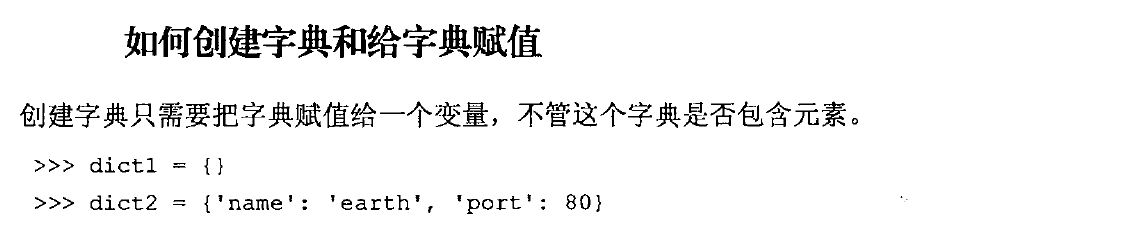 如何创建字典和给字典赋值
创建字典只需要把字典赋值给一个变量，不管这个字典是否包含元素。
>>> dict1 = {}
>>> dict2 = {'name': 'earth', 'port': 80}